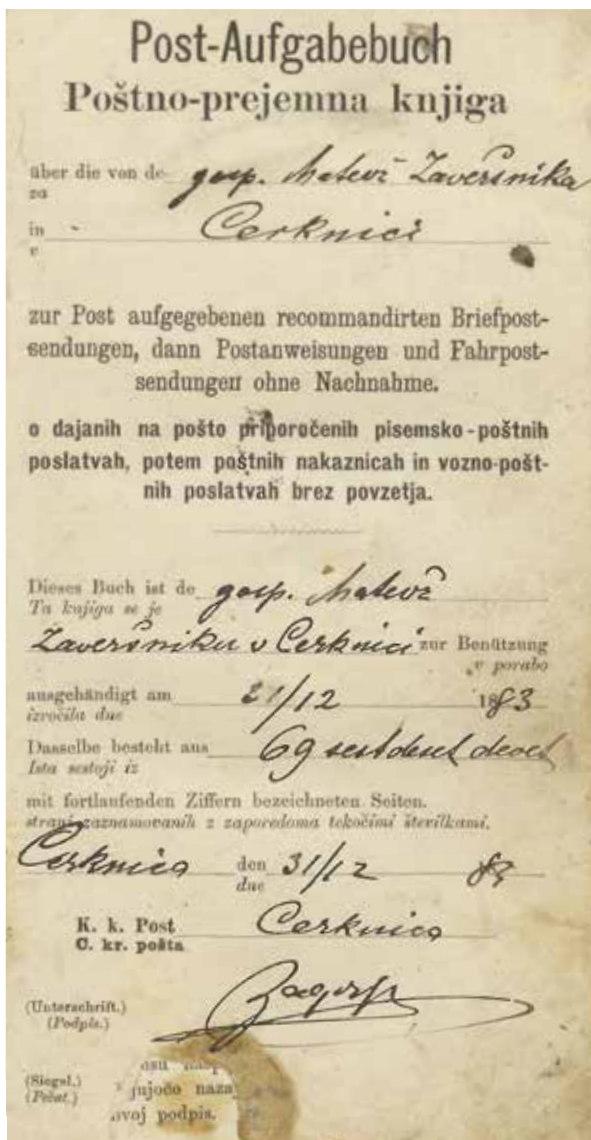 Post-Aufgabebuch
Poštno-prejemna knjiga
über die von de gosp. Matevž Zaveršnika
za
in Cerknici
v
zur Post aufgegebenen recommandirten Briefpost-
sendungen, dann Postanweisungen und Fahrpost-
sendungen ohne Nachnahme.
o dajanih na pošto priporočenih pisemsko-poštnih
poslatvah, potem poštnih nakaznicah in vozno-pošt-
nih poslatvah brez povzetja.
Dieses Buch ist de gosp. Matevž
Ta knjiga se je
Zaveršniku v Cerknici zur Benützung
v porabo
ausgehändigt am 31/12 1883
izročila dne
Dasselbe besteht aus 69 sestdeset devet
Ista sestoji iz
mit fortlaufenden Ziffern bezeichneten Seiten.
strani zaznamovanih z zaporedoma tekočimi številkami.
Cerknica den 31/12 83
dne
K. k. Post Cerknica
C. kr. pošta
(Unterschrift.)
(Podpis.)
(Siegel.) jujočo naza
(Pečat.) svoj podpis.